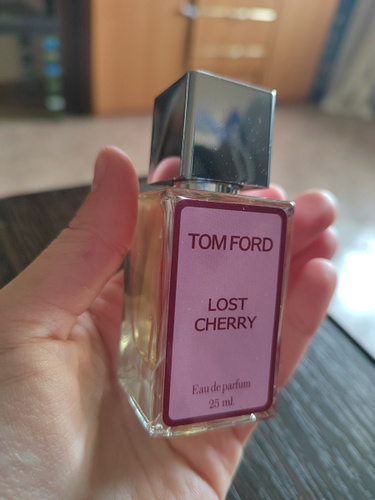 TOM FORD
LOST
CHERRY
Eau de parfum
25 ml.